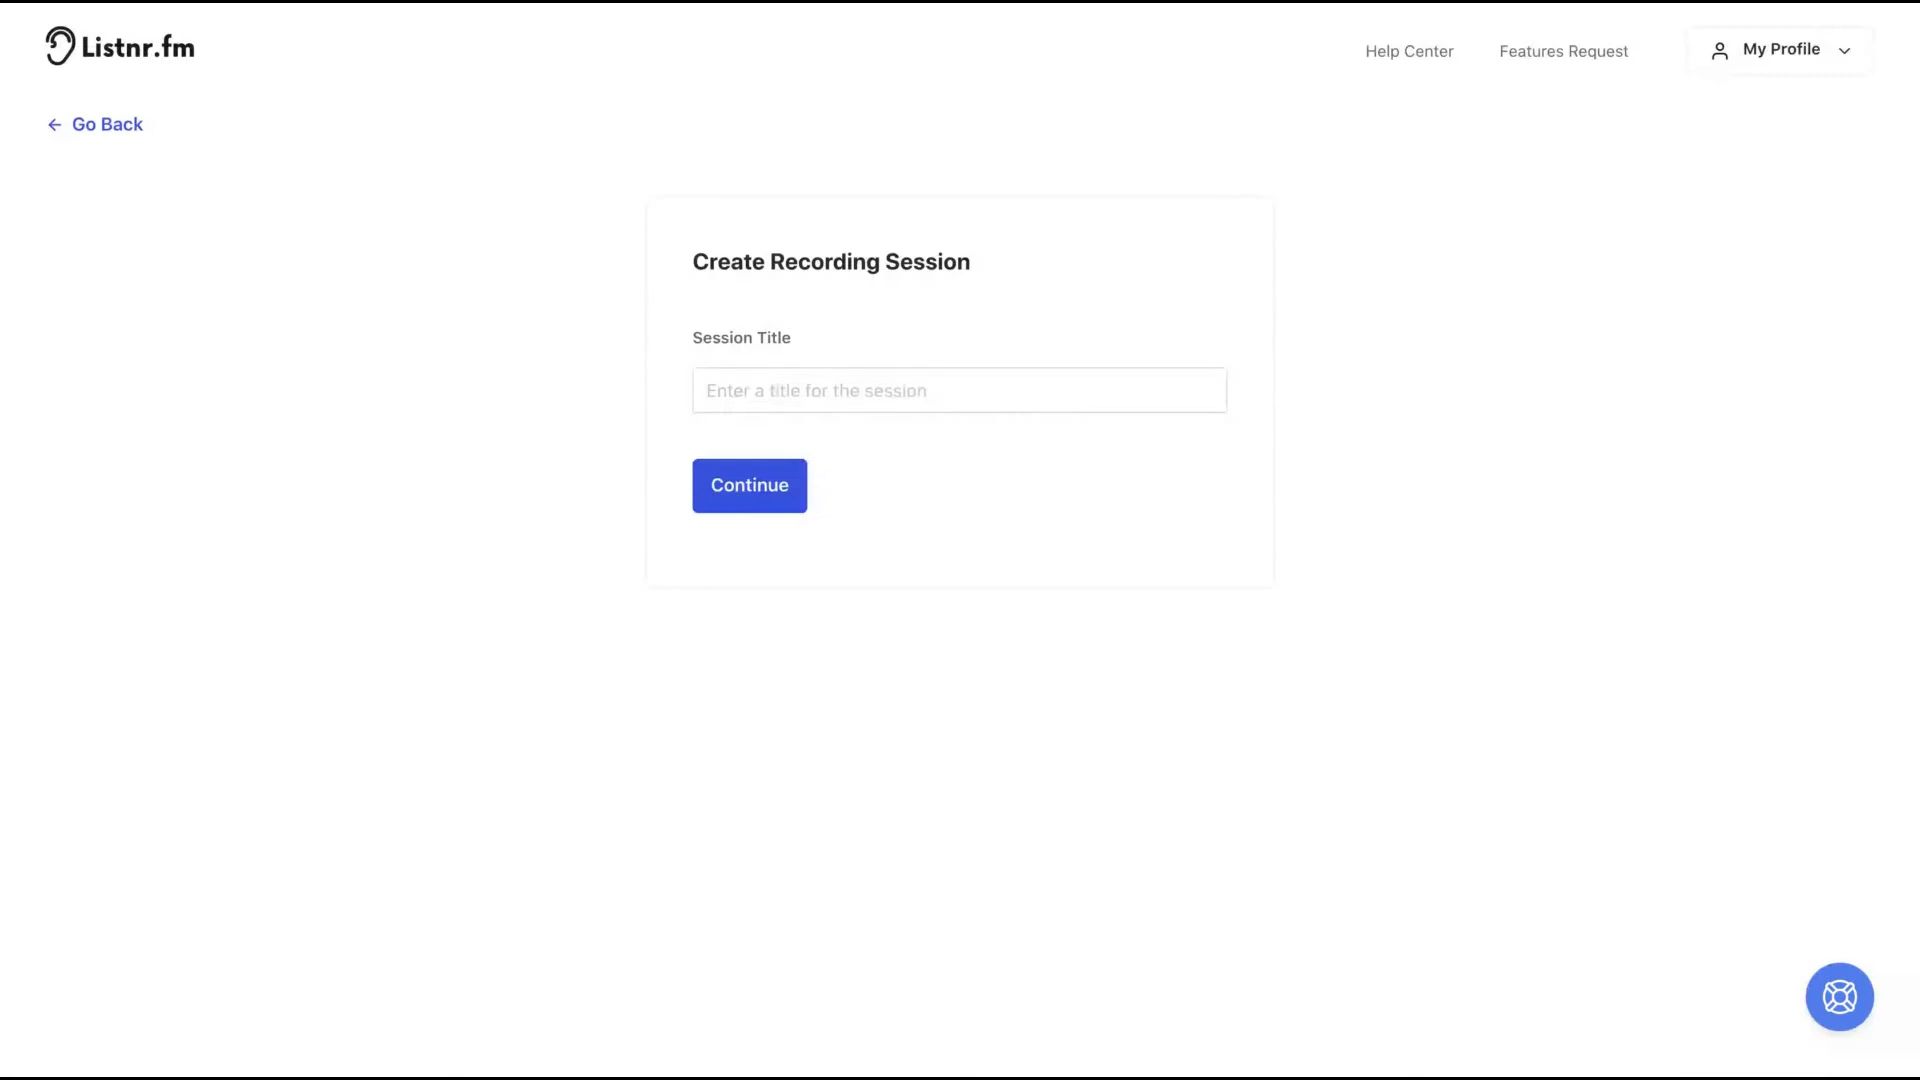 Listnr.fm
Help Center
Features Request
My Profile
Go Back
Create Recording Session
Session Title
Enter a title for the session
Continue